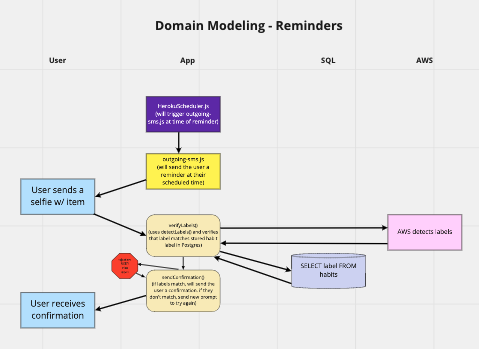 Domain Modeling - Reminders
User
App
SQL
AWS
HerokuScheduler.js
(will trigger outgoing-
sms.js at time of reminder)
outgoing-sms.js
(will send the user a
reminder at their
scheduled time)
User sends a
selfie w/ item
verifyLabels()
(uses detectLabels() and verifies
that label matches stored habit
label in Postgres)
AWS detects labels
SELECT label FROM
habits
sendConfirmation()
(if labels match, will send the
user a confirmation. if they
don't match, send new prompt
to try again)
User receives
confirmation